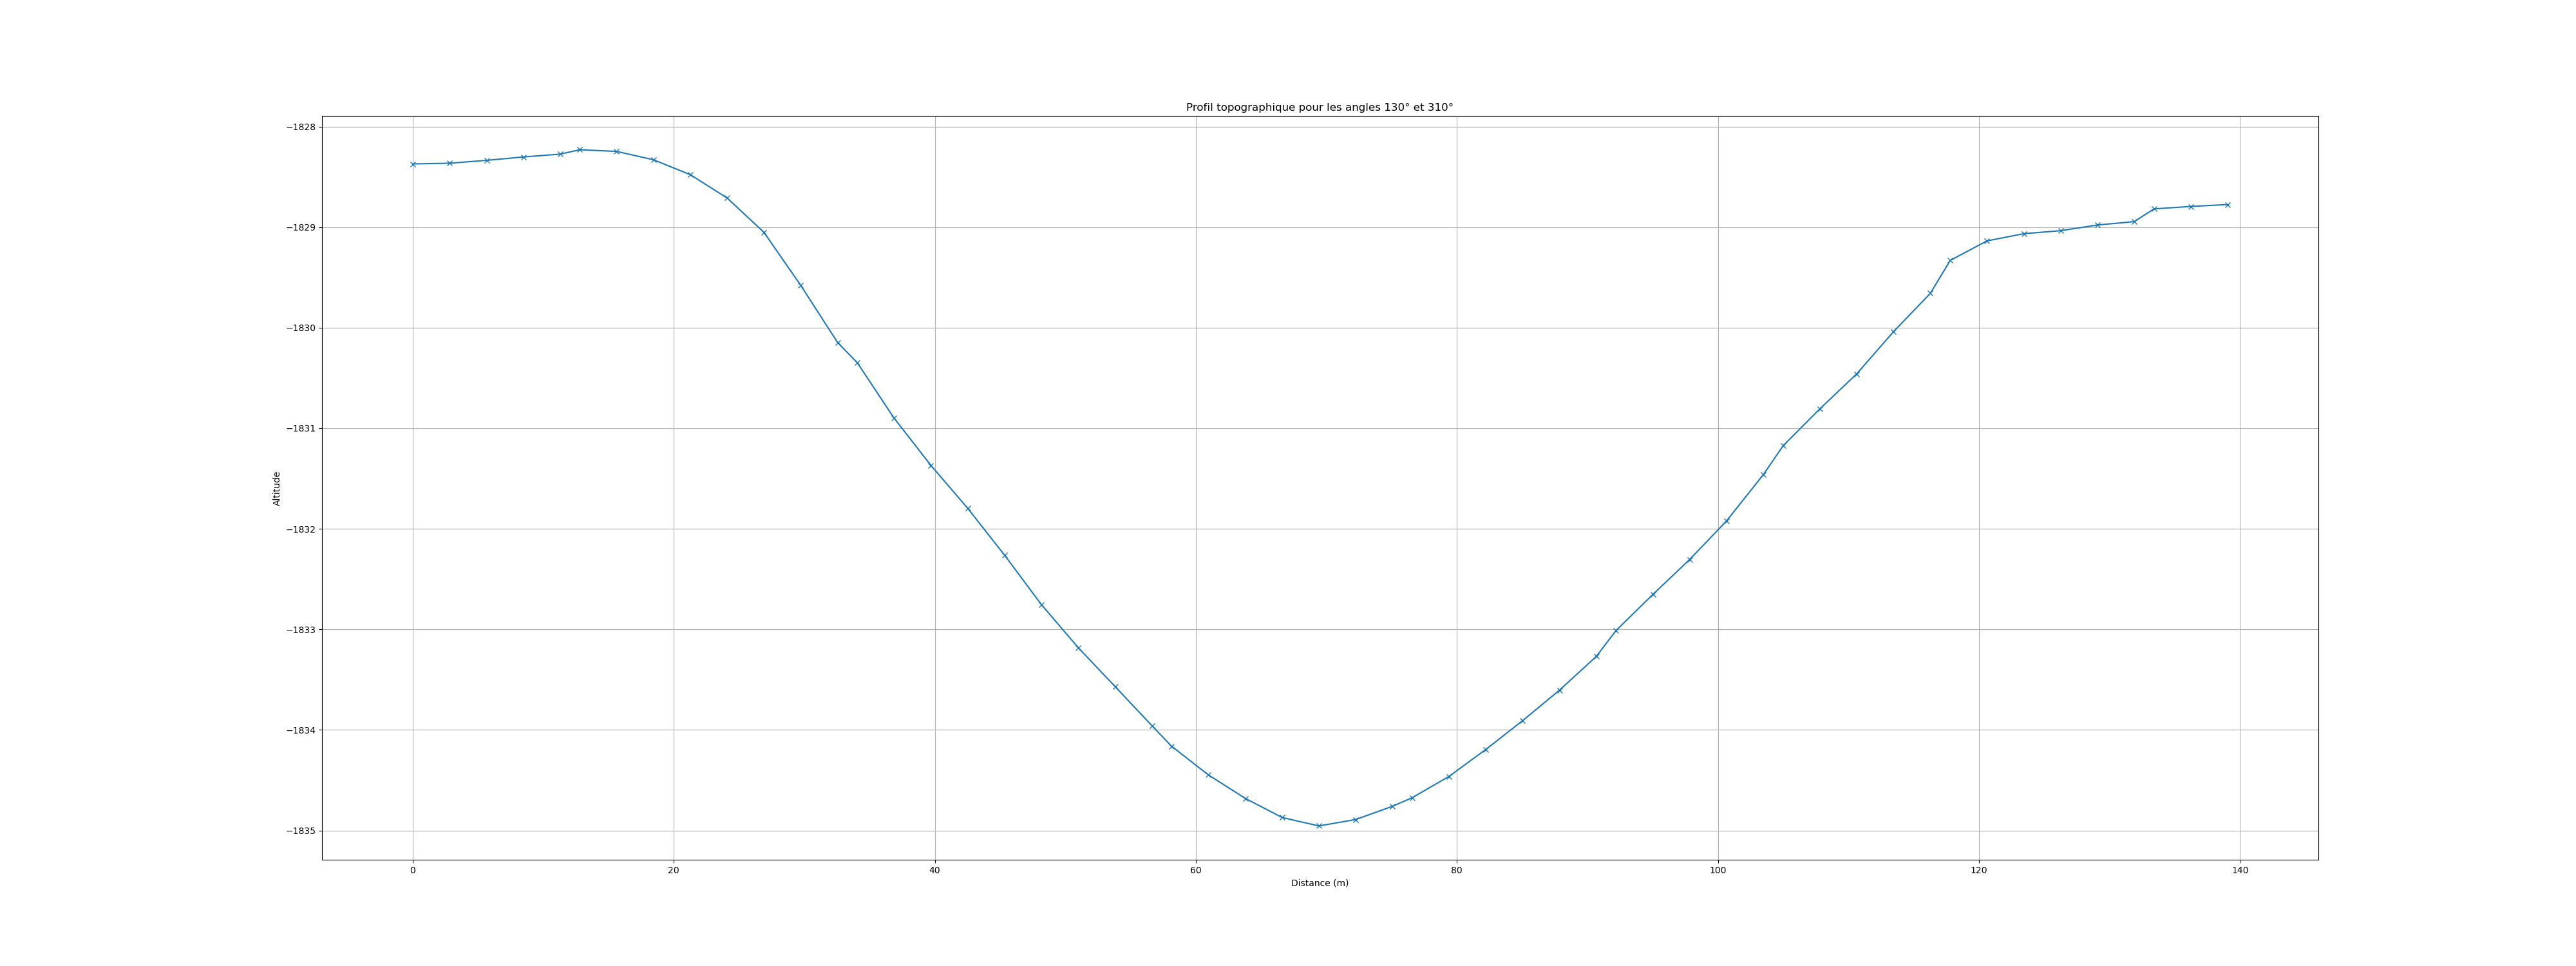 Profil topographique pour les angles 130° et 310°
−1828
−1829
−1830
−1831
−1832
−1833
−1834
−1835
Altitude
0 20 40 60 80 100 120 140
Distance (m)